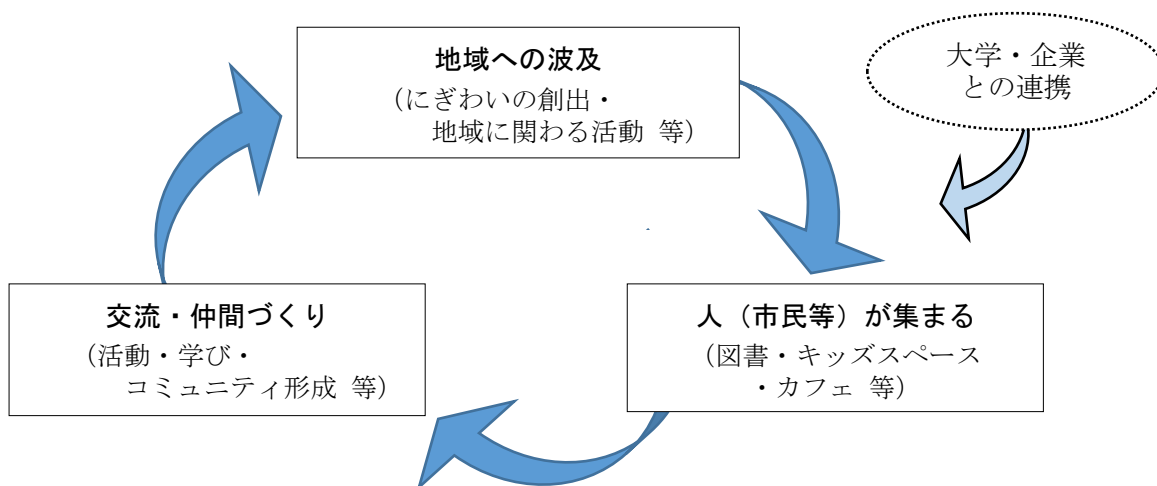 地域への波及
（にぎわいの創出・
地域に関わる活動 等）
大学・企業
との連携
交流・仲間づくり
（活動・学び・
コミュニティ形成 等）
人（市民等）が集まる
（図書・キッズスペース
・カフェ 等）